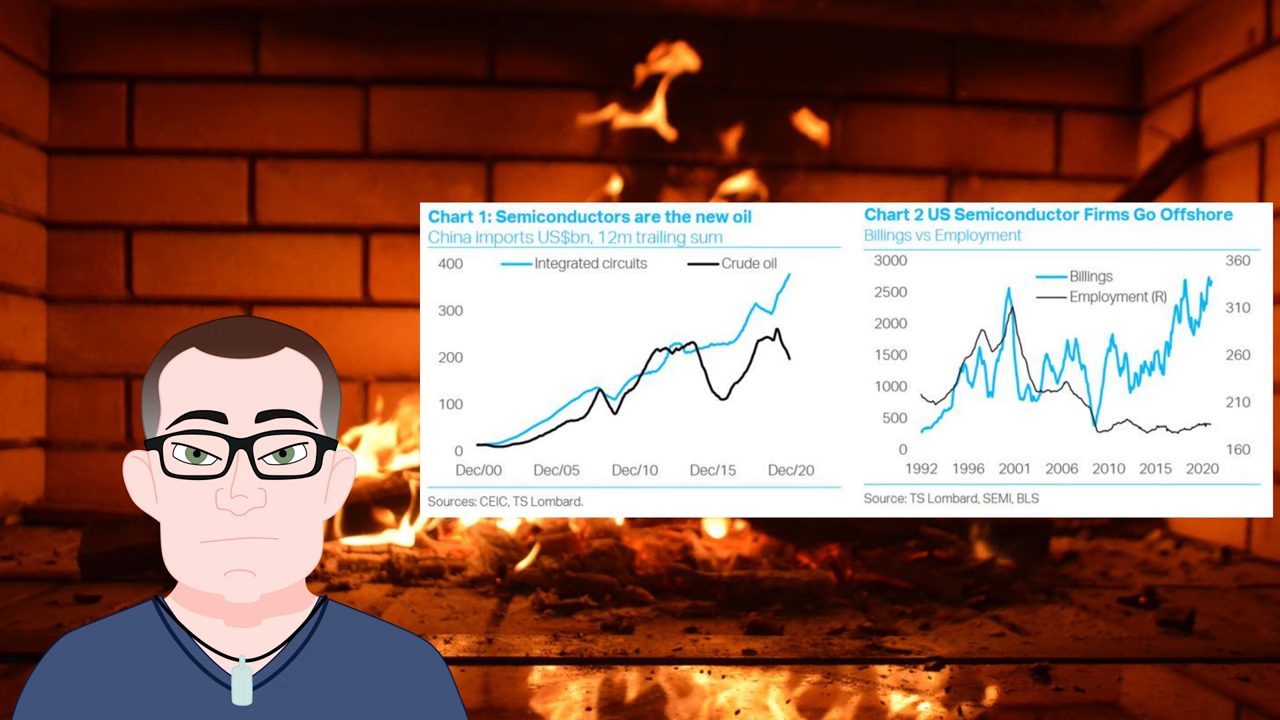 Chart 1: Semiconductors are the new oil
China imports US$bn, 12m trailing sum
400
Integrated circuits
Crude oil
300
200
100
0
Dec/00 Dec/05 Dec/10 Dec/15 Dec/20
Sources: CEIC, TS Lombard.
Chart 2 US Semiconductor Firms Go Offshore
Billings vs Employment
3000 360
Billings
2500 Employment (R) 310
2000
1500 260
1000
210
500
0 160
1992 1996 2001 2006 2010 2015 2020
Source: TS Lombard, SEMI, BLS